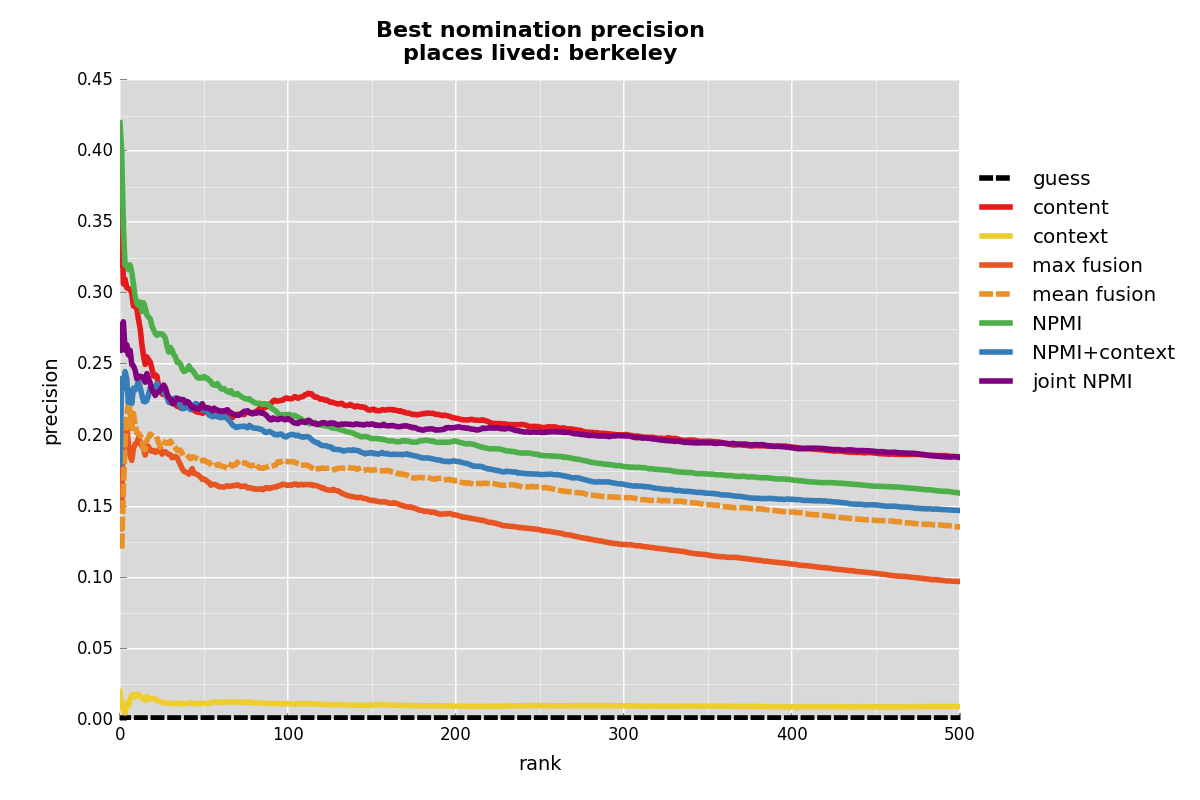 Best nomination precision
places lived: berkeley
precision
0.45
0.40
0.35
0.30
0.25
0.20
0.15
0.10
0.05
0.00
0
100
200
300
400
500
rank
guess
content
context
max fusion
mean fusion
NPMI
NPMI+context
joint NPMI